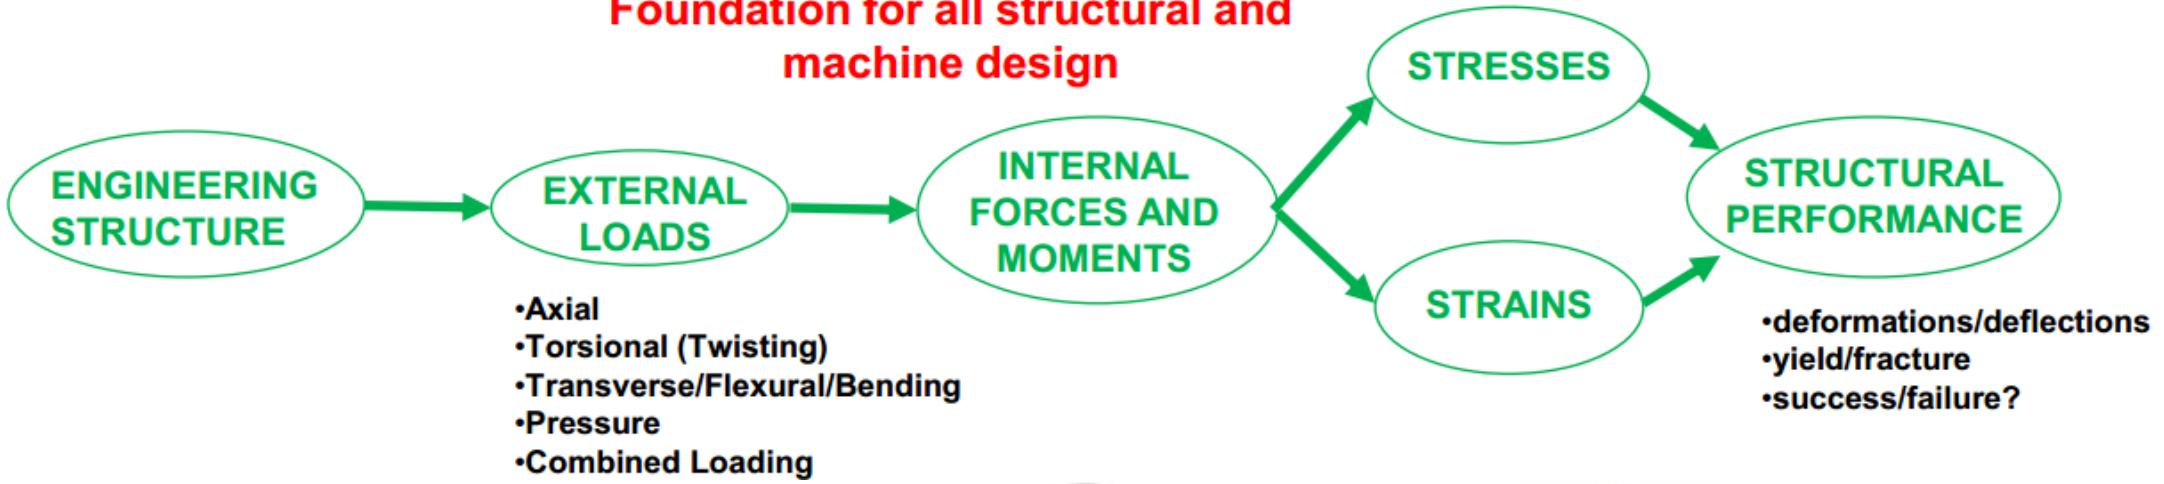 Foundation for all structural and
machine design
ENGINEERING
STRUCTURE
EXTERNAL
LOADS
•Axial
•Torsional (Twisting)
•Transverse/Flexural/Bending
•Pressure
•Combined Loading
INTERNAL
FORCES AND
MOMENTS
STRESSES
STRAINS
STRUCTURAL
PERFORMANCE
•deformations/deflections
•yield/fracture
•success/failure?